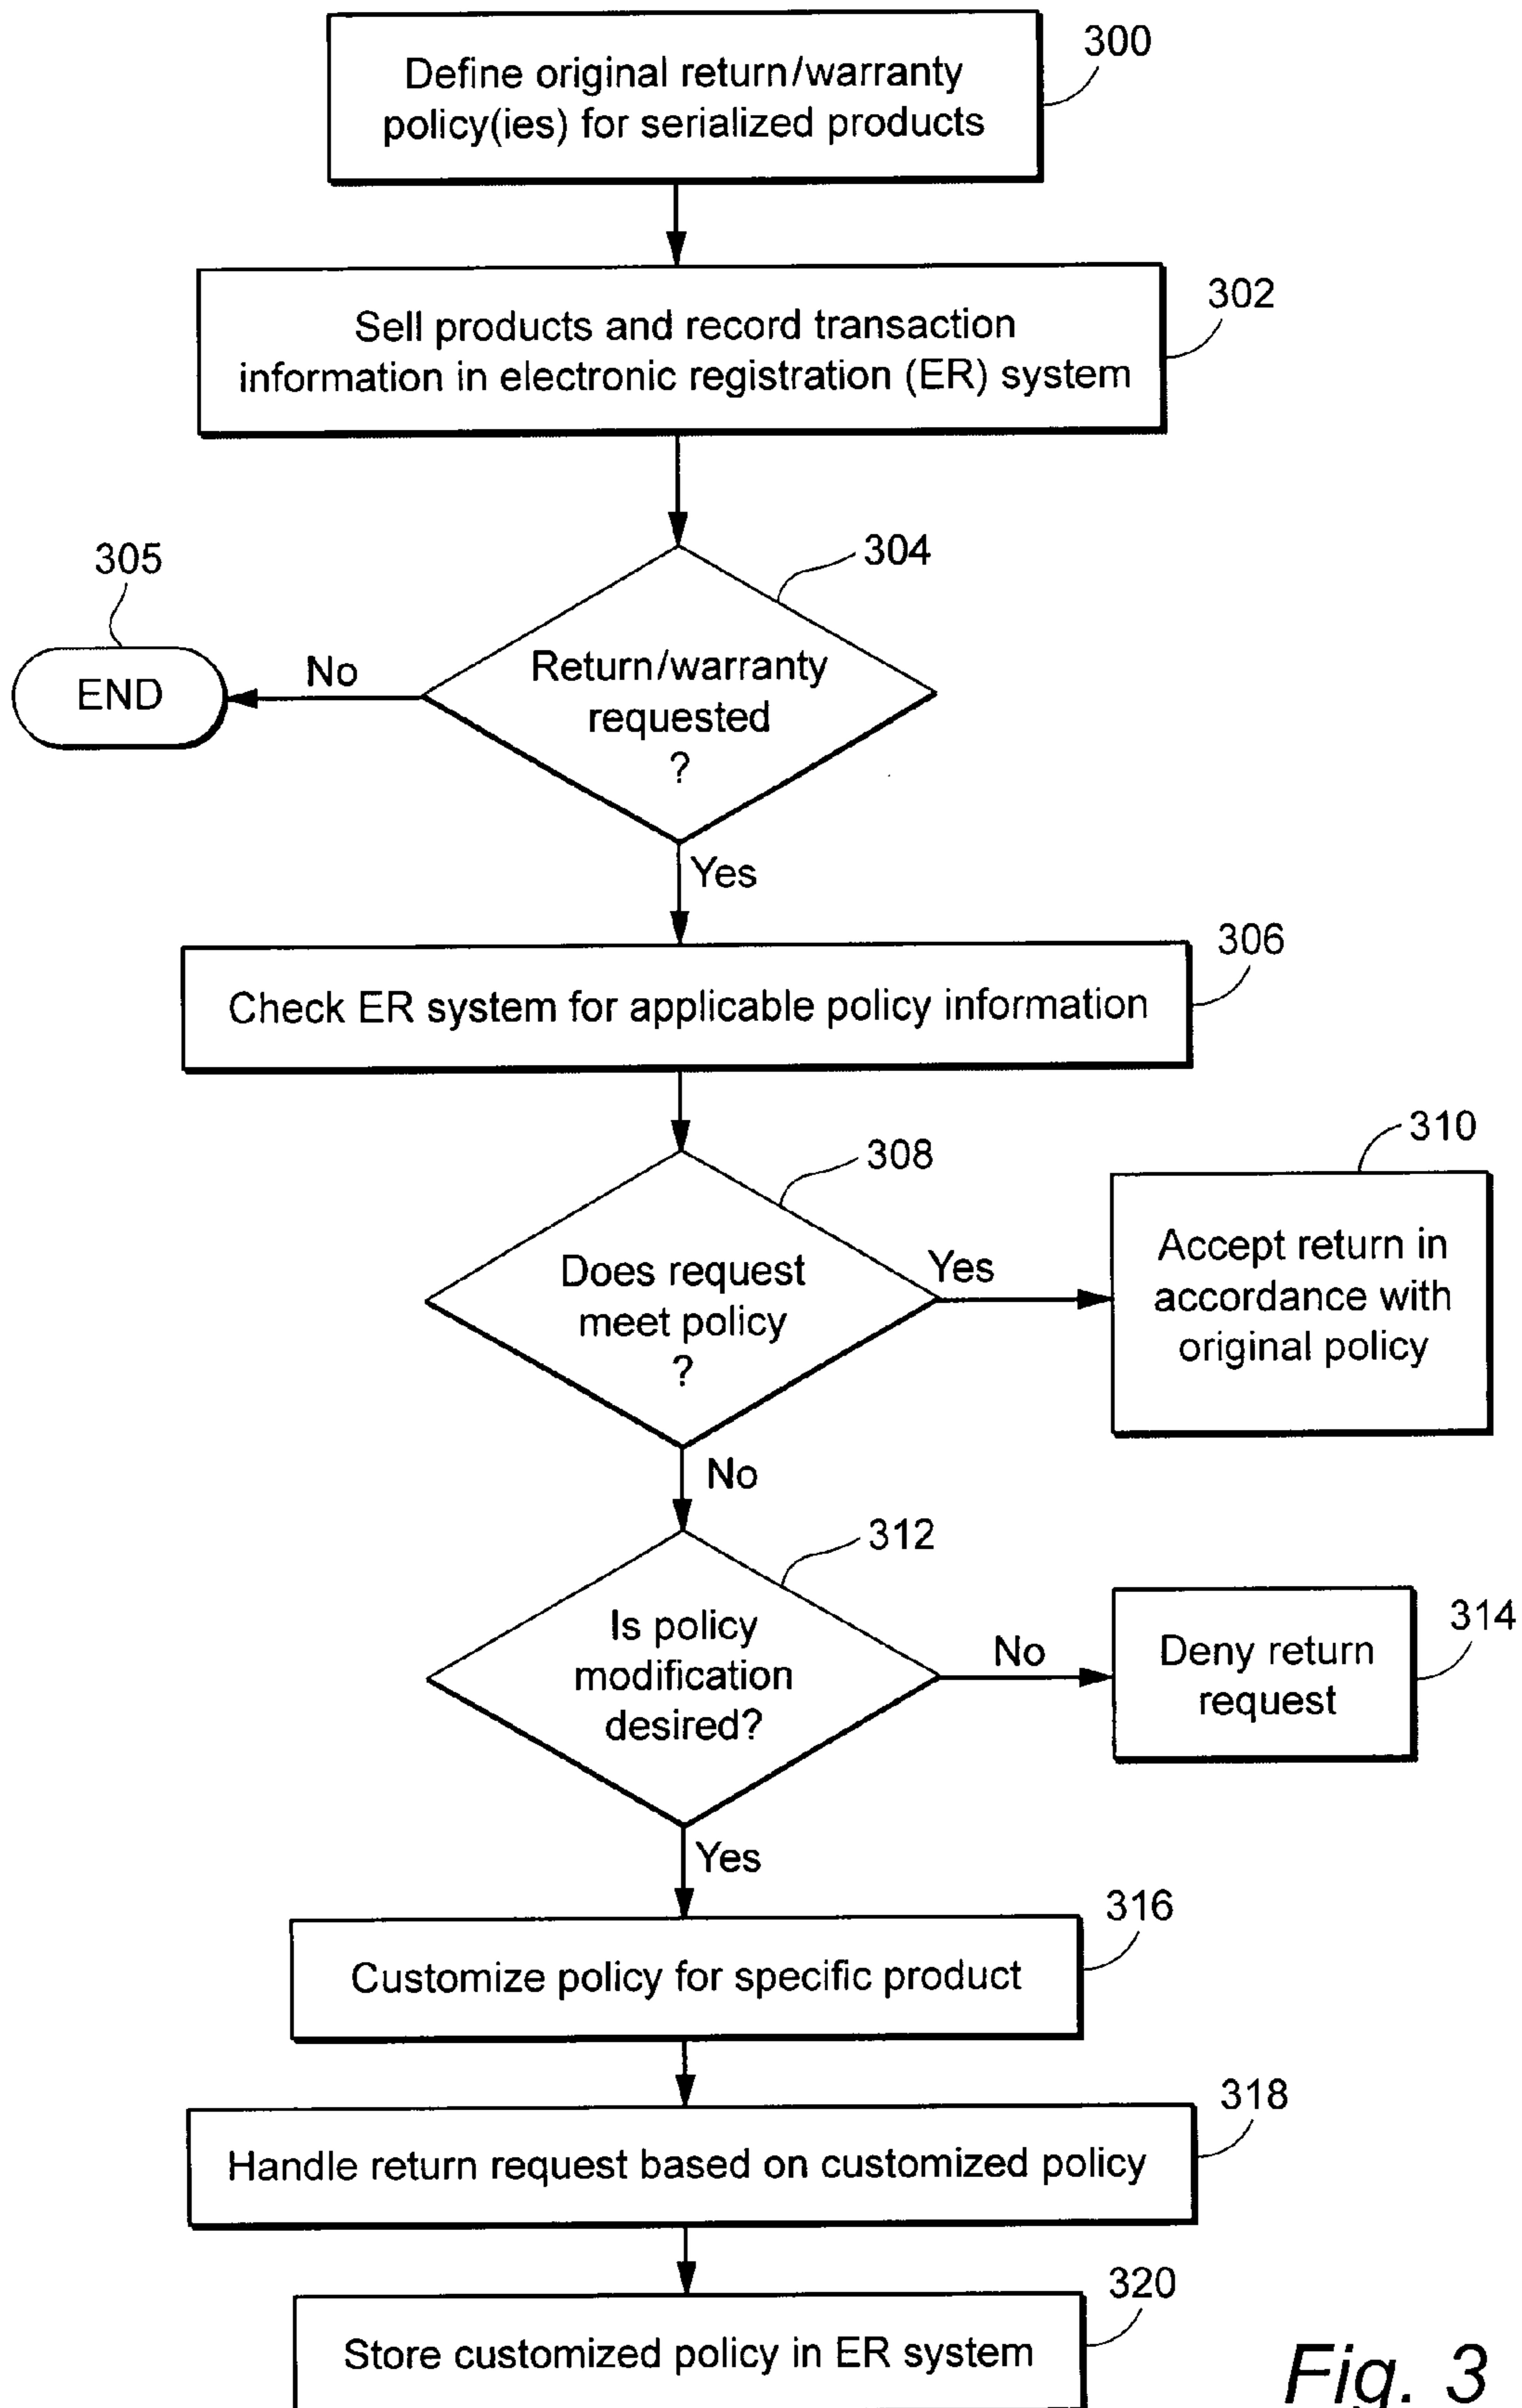 300
Define original return/warranty
policy(ies) for serialized products
302
Sell products and record transaction
information in electronic registration (ER) system
304
305
Return/warranty
requested
?
No
END
Yes
306
Check ER system for applicable policy information
308
310
Does request
meet policy
?
Yes
Accept return in
accordance with
original policy
No
312
Is policy
modification
desired?
No
314
Deny return
request
Yes
316
Customize policy for specific product
318
Handle return request based on customized policy
320
Store customized policy in ER system
Fig. 3